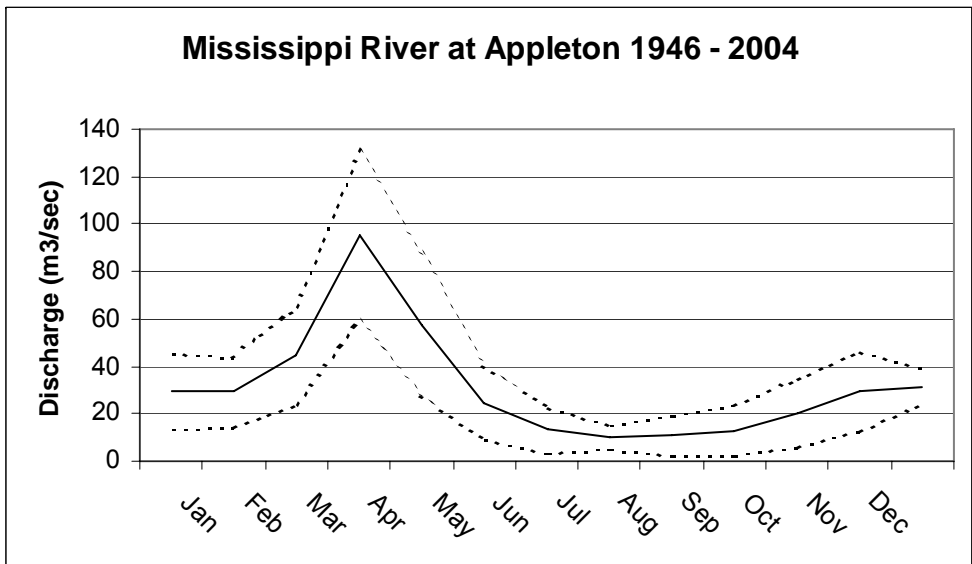 Mississippi River at Appleton 1946 - 2004
Discharge (m3/sec)
140
120
100
80
60
40
20
0
Jan
Feb
Mar
Apr
May
Jun
Jul
Aug
Sep
Oct
Nov
Dec